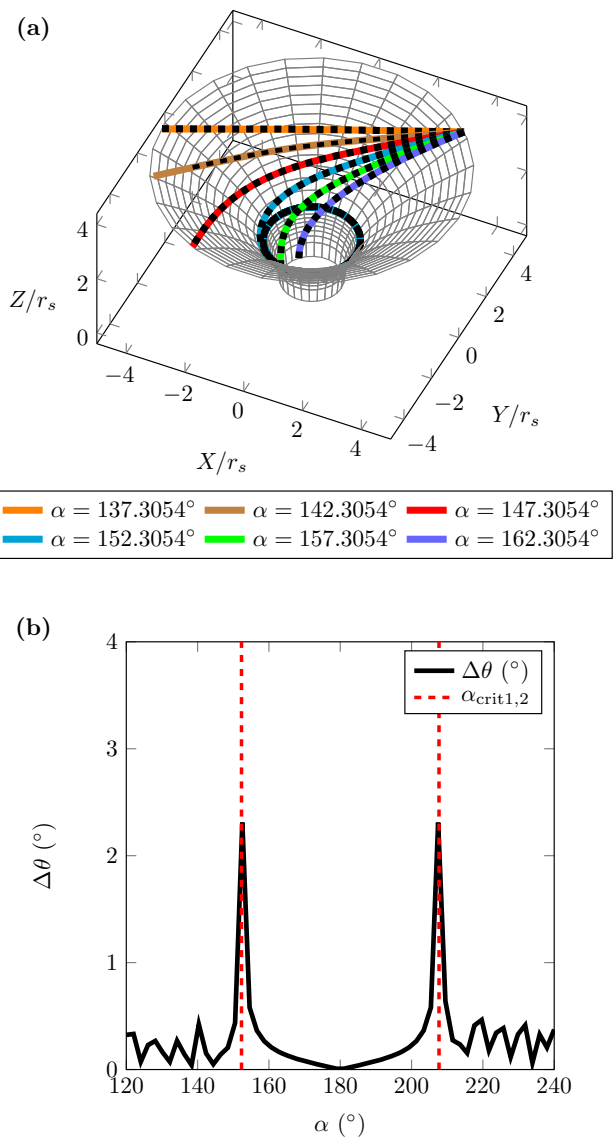 (a)
4
2
0
Z/r_s
−4
−2
0
2
4
X/r_s
−4
−2
0
2
4
Y/r_s
α = 137.3054° α = 142.3054° α = 147.3054°
α = 152.3054° α = 157.3054° α = 162.3054°
(b)
4
3
2
1
0
Δθ (°)
Δθ (°)
α_crit1,2
120 140 160 180 200 220 240
α (°)